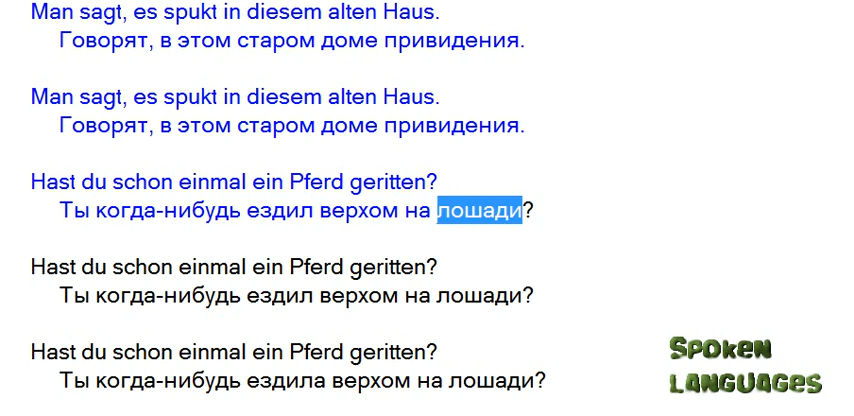 Man sagt, es spukt in diesem alten Haus.
Говорят, в этом старом доме привидения.
Man sagt, es spukt in diesem alten Haus.
Говорят, в этом старом доме привидения.
Hast du schon einmal ein Pferd geritten?
Ты когда-нибудь ездил верхом на лошади?
Hast du schon einmal ein Pferd geritten?
Ты когда-нибудь ездил верхом на лошади?
Hast du schon einmal ein Pferd geritten?
Ты когда-нибудь ездила верхом на лошади?
Spoken
Languages